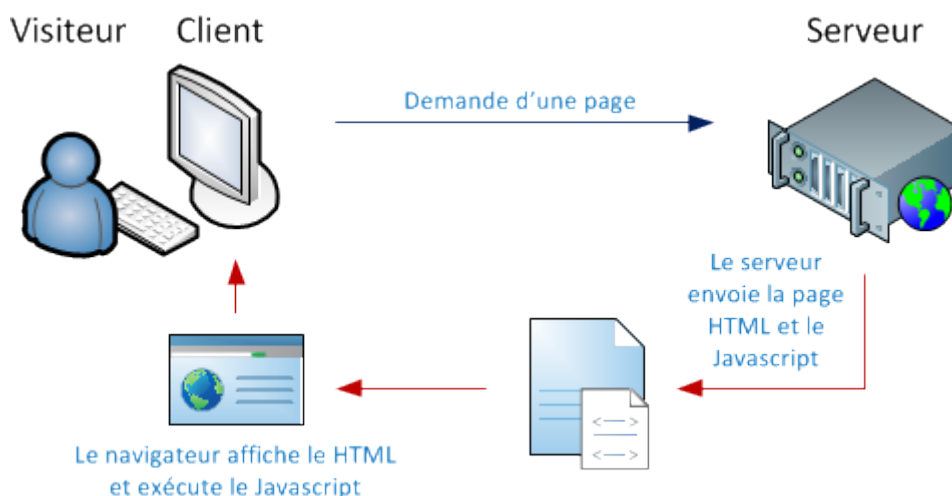 Visiteur Client
Serveur
Demande d'une page
Le serveur
envoie la page
HTML et le
Javascript
Le navigateur affiche le HTML
et exécute le Javascript